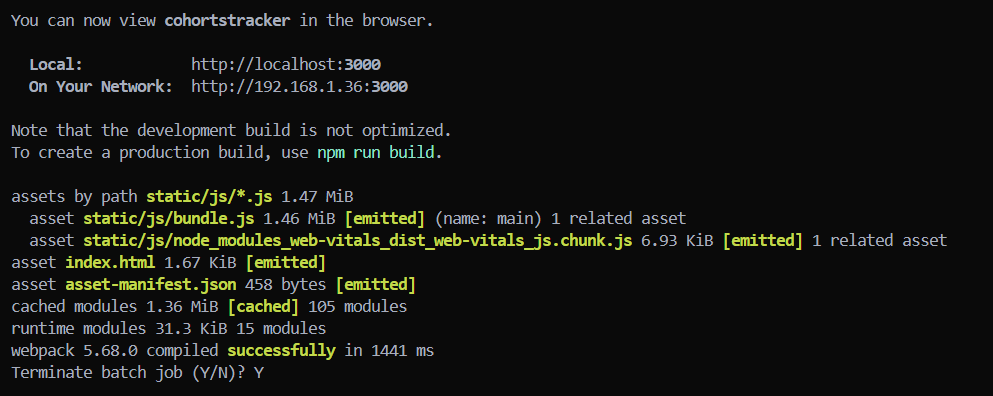 You can now view cohortstracker in the browser.
Local: http://localhost:3000
On Your Network: http://192.168.1.36:3000
Note that the development build is not optimized.
To create a production build, use npm run build.
assets by path static/js/*.js 1.47 MiB
asset static/js/bundle.js 1.46 MiB [emitted] (name: main) 1 related asset
asset static/js/node_modules_web-vitals_dist_web-vitals_js.chunk.js 6.93 KiB [emitted] 1 related asset
asset index.html 1.67 KiB [emitted]
asset asset-manifest.json 458 bytes [emitted]
cached modules 1.36 MiB [cached] 105 modules
runtime modules 31.3 KiB 15 modules
webpack 5.68.0 compiled successfully in 1441 ms
Terminate batch job (Y/N)? Y